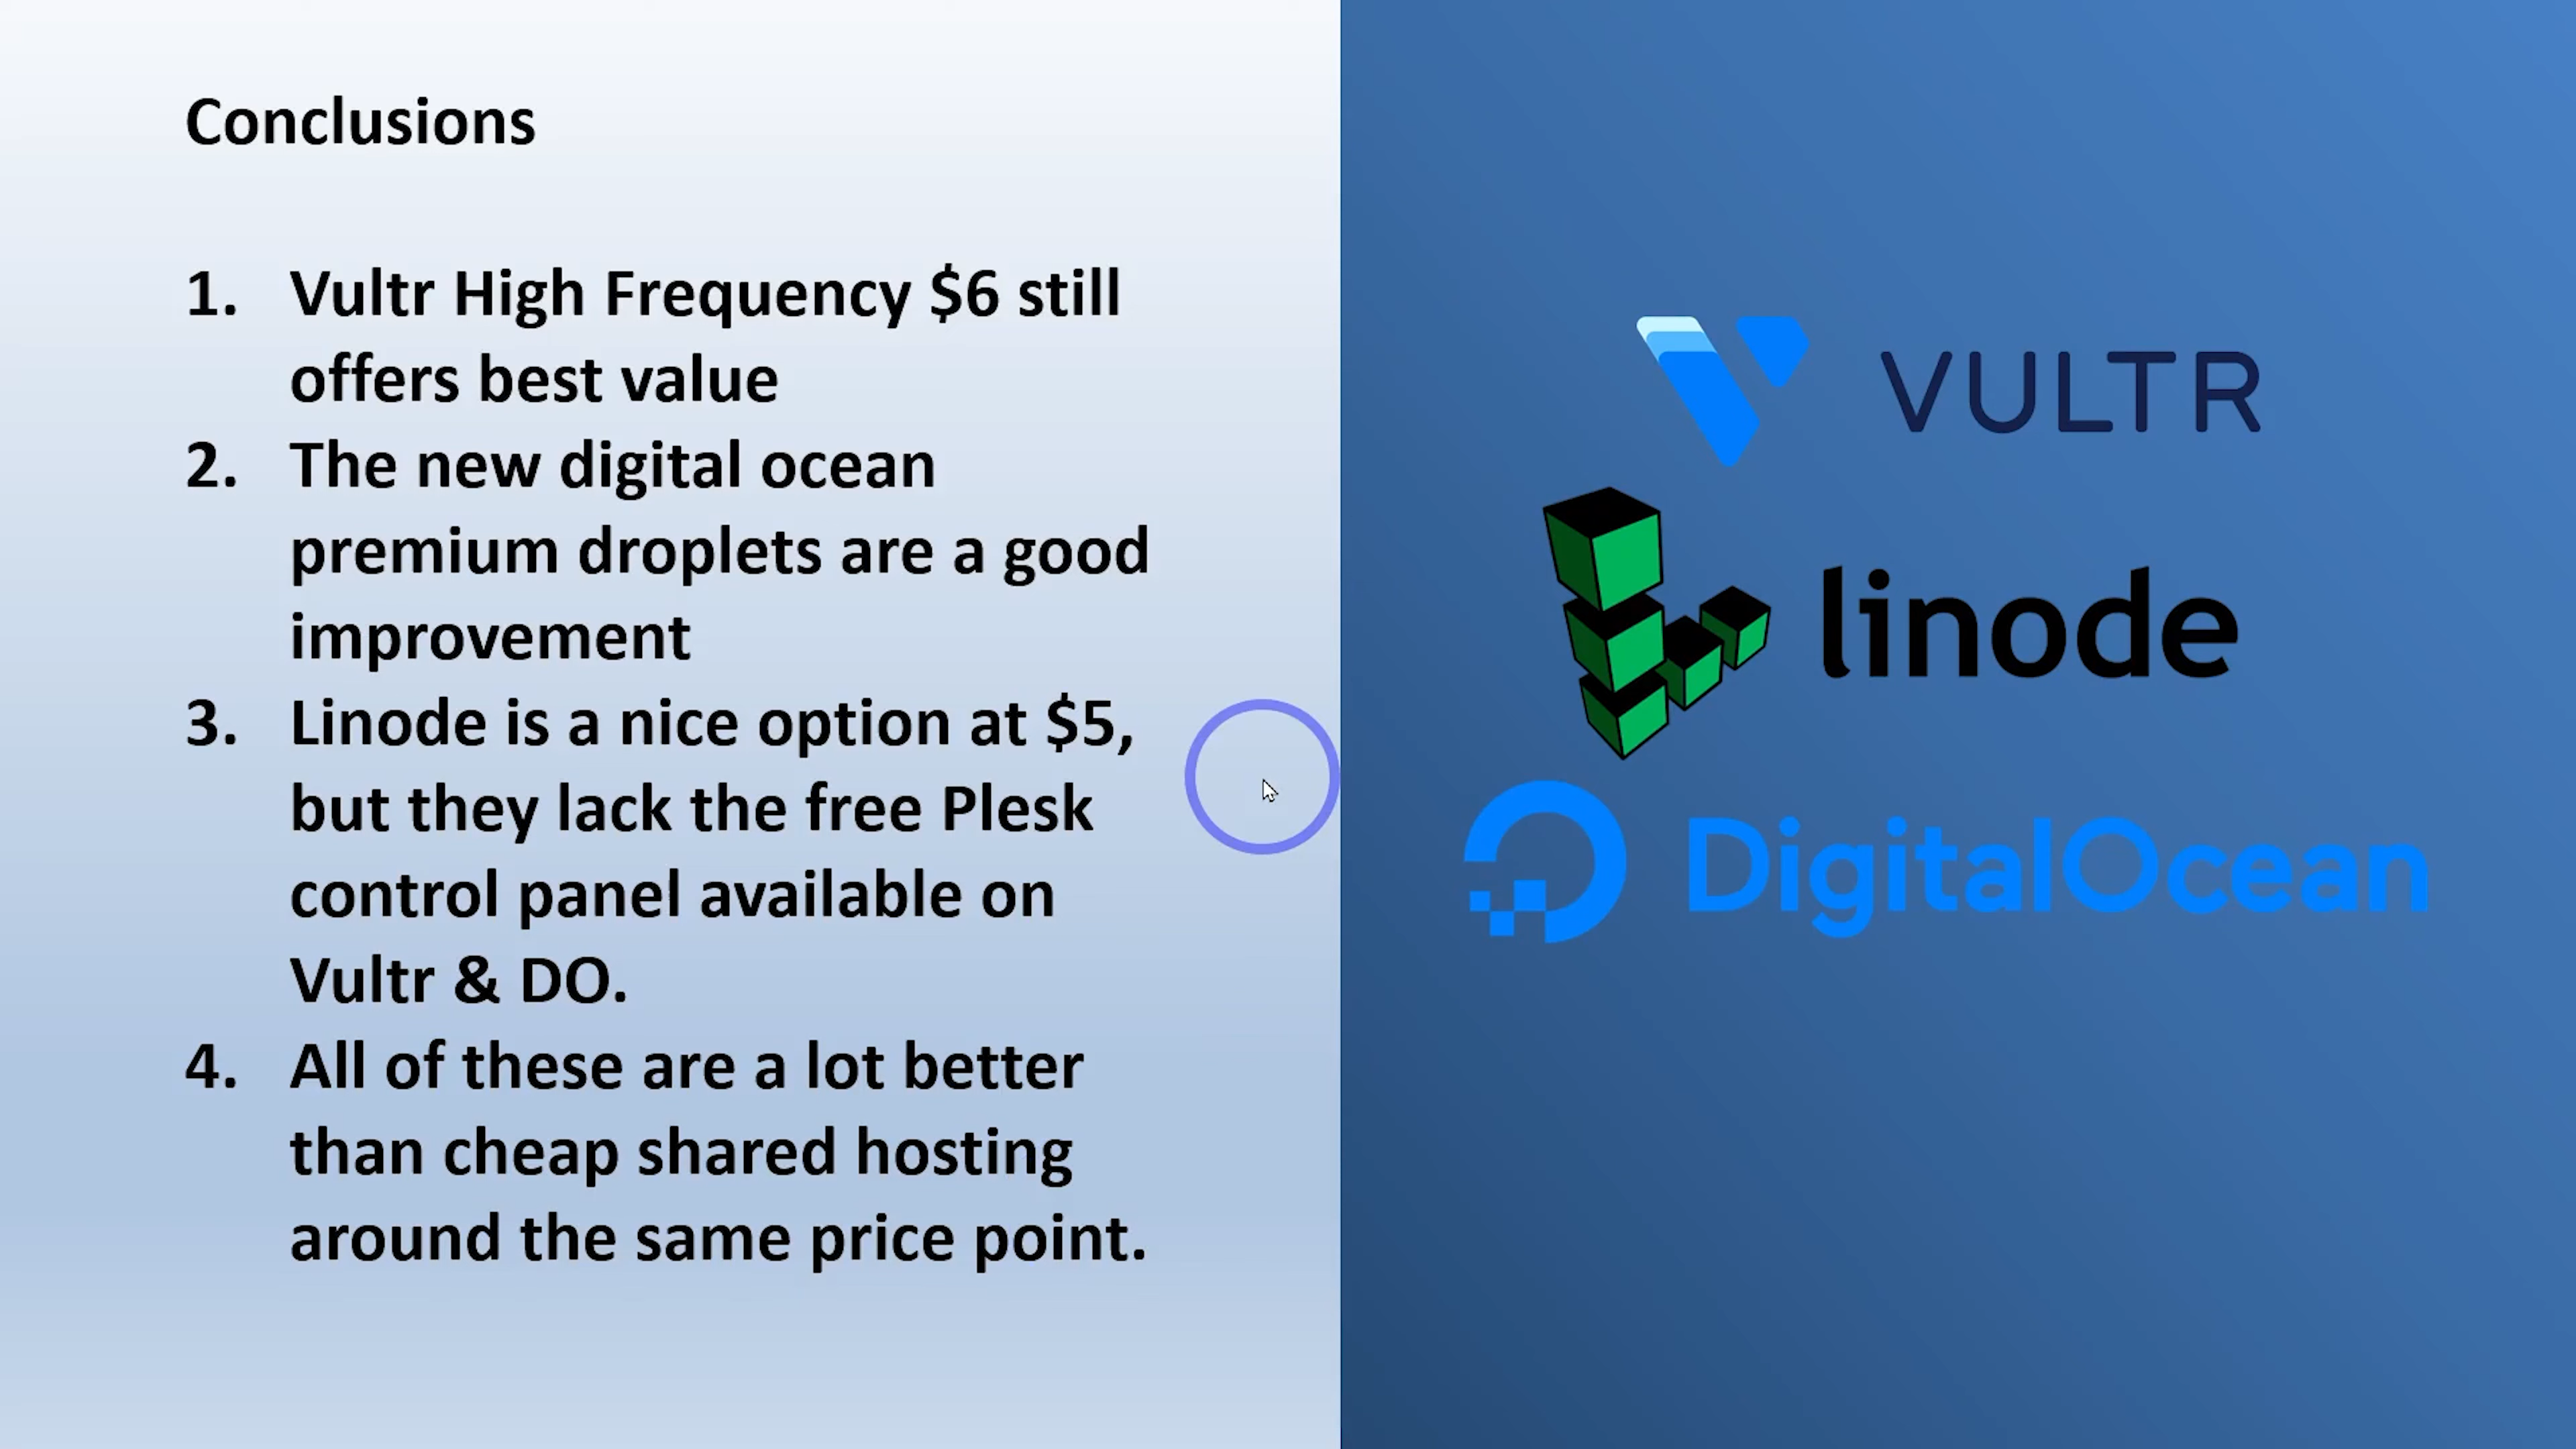 Conclusions
1. Vultr High Frequency $6 still
offers best value
2. The new digital ocean
premium droplets are a good
improvement
3. Linode is a nice option at $5,
but they lack the free Plesk
control panel available on
Vultr & DO.
4. All of these are a lot better
than cheap shared hosting
around the same price point.
VULTR
linode
DigitalOcean